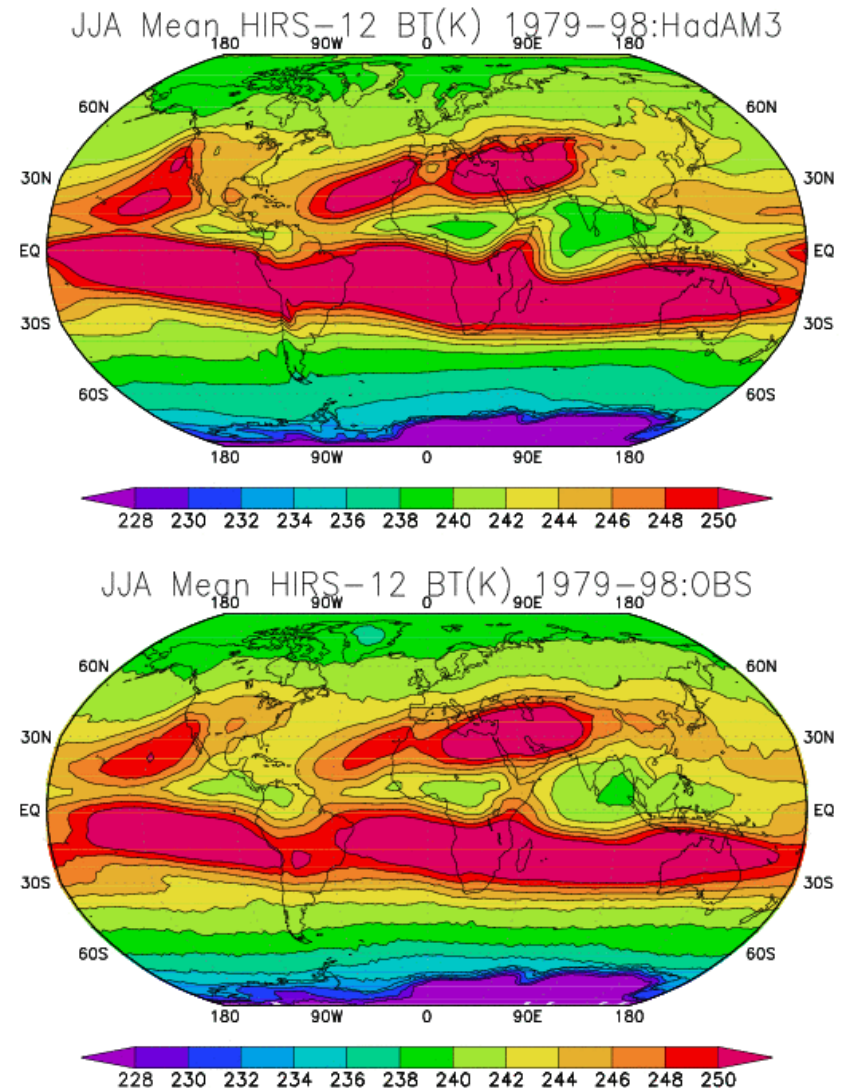 JJA Mean HIRS-12 BT(K) 1979-98:HadAM3
180 90W 0 90E 180
60N 60N
30N 30N
EQ EQ
30S 30S
60S 60S
180 90W 0 90E 180
228 230 232 234 236 238 240 242 244 246 248 250
JJA Mean HIRS-12 BT(K) 1979-98:OBS
180 90W 0 90E 180
60N 60N
30N 30N
EQ EQ
30S 30S
60S 60S
180 90W 0 90E 180
228 230 232 234 236 238 240 242 244 246 248 250